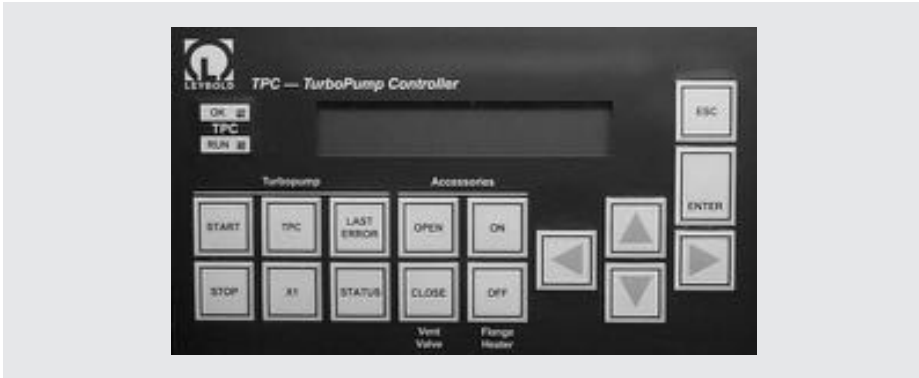 LEYBOLD
TPC — TurboPump Controller
OK
TPC
RUN
Turbopump
Accessories
ESC
ENTER
START
TPC
LAST
ERROR
OPEN
ON
STOP
X1
STATUS
CLOSE
OFF
Vent
Valve
Flange
Heater